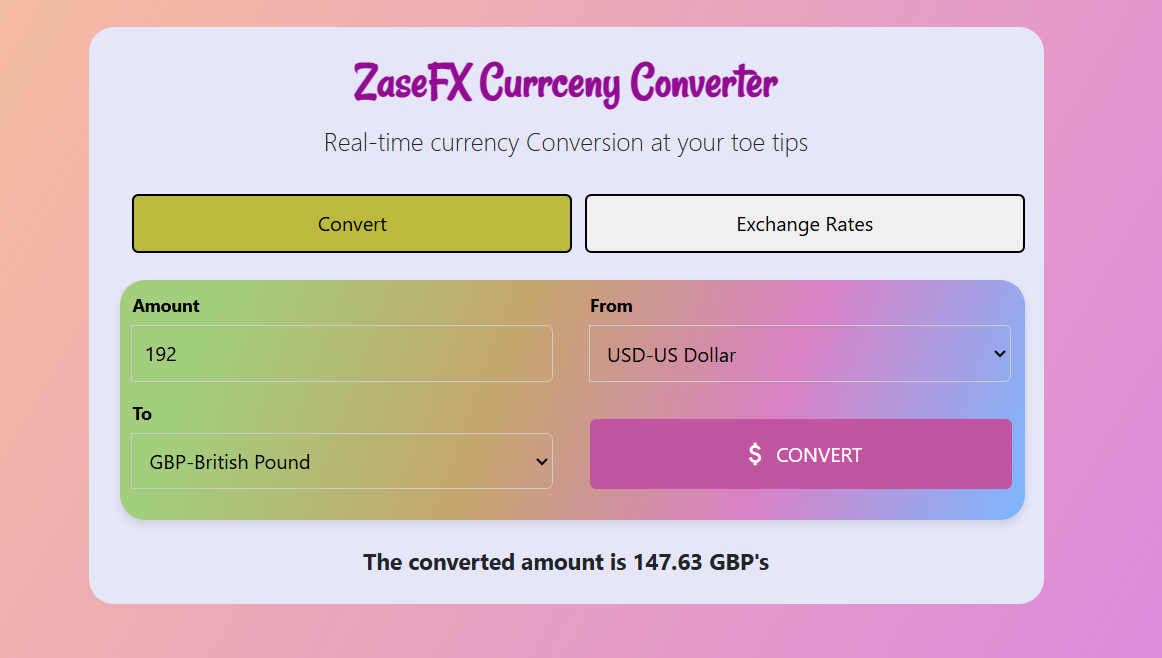 ZaseFX Currceny Converter
Real-time currency Conversion at your toe tips
Convert
Exchange Rates
Amount
From
192
USD-US Dollar
To
GBP-British Pound
$ CONVERT
The converted amount is 147.63 GBP's